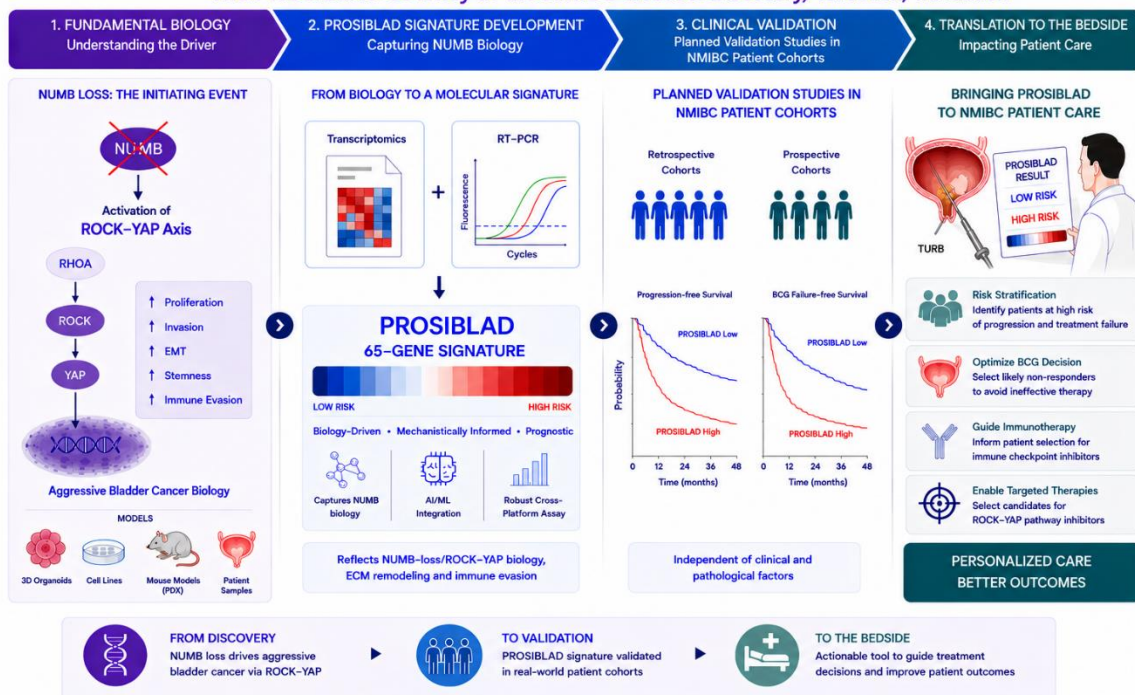 1. FUNDAMENTAL BIOLOGY
Understanding the Driver
2. PROSIBLAD SIGNATURE DEVELOPMENT
Capturing NUMB Biology
3. CLINICAL VALIDATION
Planned Validation Studies in
NMIBC Patient Cohorts
4. TRANSLATION TO THE BEDSIDE
Impacting Patient Care
NUMB LOSS: THE INITIATING EVENT
NUMB
Activation of
ROCK–YAP Axis
RHOA
ROCK
YAP
↑ Proliferation
↑ Invasion
↑ EMT
↑ Stemness
↑ Immune Evasion
Aggressive Bladder Cancer Biology
MODELS
3D Organoids
Cell Lines
Mouse Models
(PDX)
Patient
Samples
FROM BIOLOGY TO A MOLECULAR SIGNATURE
Transcriptomics
+
RT–PCR
Fluorescence
Cycles
PROSIBLAD
65–GENE SIGNATURE
LOW RISK
HIGH RISK
Biology-Driven • Mechanistically Informed • Prognostic
Captures NUMB
biology
AI/ML
Integration
Robust Cross-
Platform Assay
Reflects NUMB–loss/ROCK–YAP biology,
ECM remodeling and immune evasion
PLANNED VALIDATION STUDIES IN
NMIBC PATIENT COHORTS
Retrospective
Cohorts
Prospective
Cohorts
Progression-free Survival
BCG Failure-free Survival
Probability
PROSIBLAD Low
PROSIBLAD High
0 12 36 48
Time (months)
PROSIBLAD Low
PROSIBLAD High
0 12 36 48
Time (months)
Independent of clinical and
pathological factors
BRINGING PROSIBLAD
TO NMIBC PATIENT CARE
TURB
PROSIBLAD
RESULT
LOW RISK
HIGH RISK
Risk Stratification
Identify patients at high risk
of progression and treatment failure
Optimize BCG Decision
Select likely non-responders
to avoid ineffective therapy
Guide Immunotherapy
Inform patient selection for
immune checkpoint inhibitors
Enable Targeted Therapies
Select candidates for
ROCK–YAP pathway inhibitors
PERSONALIZED CARE
BETTER OUTCOMES
FROM DISCOVERY
NUMB loss drives aggressive
bladder cancer via ROCK–YAP
TO VALIDATION
PROSIBLAD signature validated
in real-world patient cohorts
TO THE BEDSIDE
Actionable tool to guide treatment
decisions and improve patient outcomes